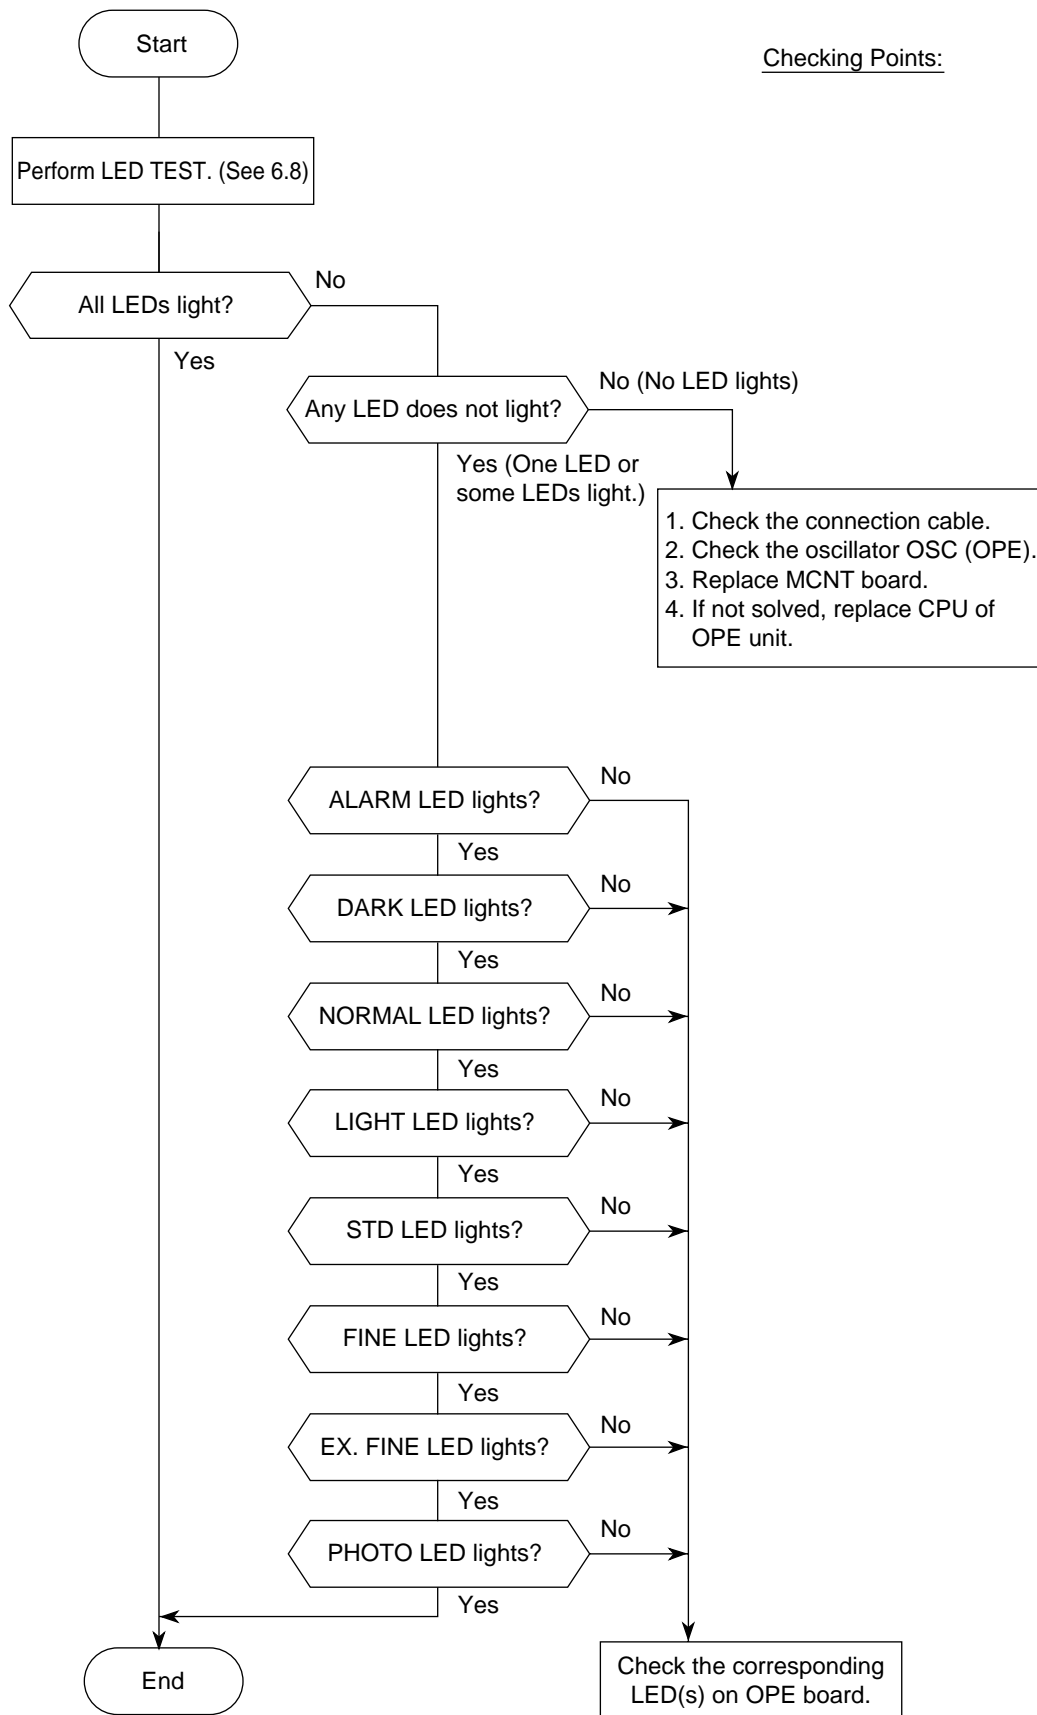 Start
Checking Points:
Perform LED TEST. (See 6.8)
All LEDs light?
No
Yes
Any LED does not light?
No (No LED lights)
Yes (One LED or
some LEDs light.)
1. Check the connection cable.
2. Check the oscillator OSC (OPE).
3. Replace MCNT board.
4. If not solved, replace CPU of
OPE unit.
ALARM LED lights?
No
Yes
DARK LED lights?
No
Yes
NORMAL LED lights?
No
Yes
LIGHT LED lights?
No
Yes
STD LED lights?
No
Yes
FINE LED lights?
No
Yes
EX. FINE LED lights?
No
Yes
PHOTO LED lights?
No
Yes
End
Check the corresponding
LED(s) on OPE board.